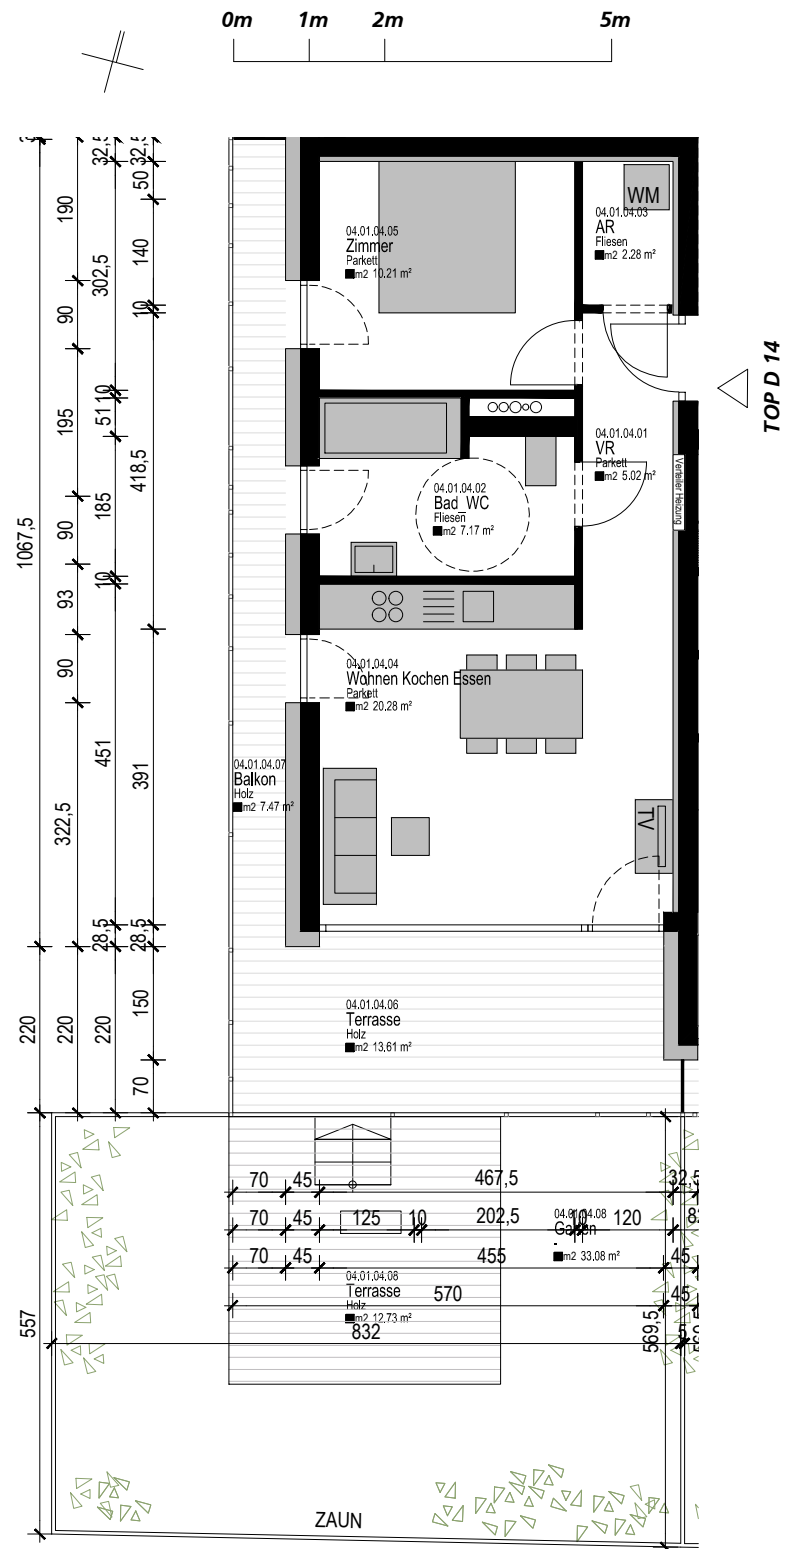 0m 1m 2m 5m
TOP D 14
04.01.04.05
Zimmer
Parkett
m2 10.21 m²
WM
04.01.04.03
AR
Fliesen
m2 2.28 m²
04.01.04.01
VR
Parkett
m2 5.02 m²
Verteiler Heizung
04.01.04.02
Bad_WC
Fliesen
m2 7.17 m²
04.01.04.04
Wohnen Kochen Essen
Parkett
m2 20.28 m²
04.01.04.07
Balkon
Holz
m2 7.47 m²
TV
04.01.04.06
Terrasse
Holz
m2 13.61 m²
1067,5
220
557
190
90
195
90
93
90
322,5
220
32,5
302,5
10
51
185
10
451
28,5
220
32,5
50
140
10
418,5
391
28,5
150
70
70 45 467,5 32,5
70 45 125 10 202,5 10 120
04.01.04.08
Garten
-
m2 33.08 m²
70 45 455 45
04.01.04.08
Terrasse
Holz
m2 12.73 m²
570 45
832 5
569,5
ZAUN